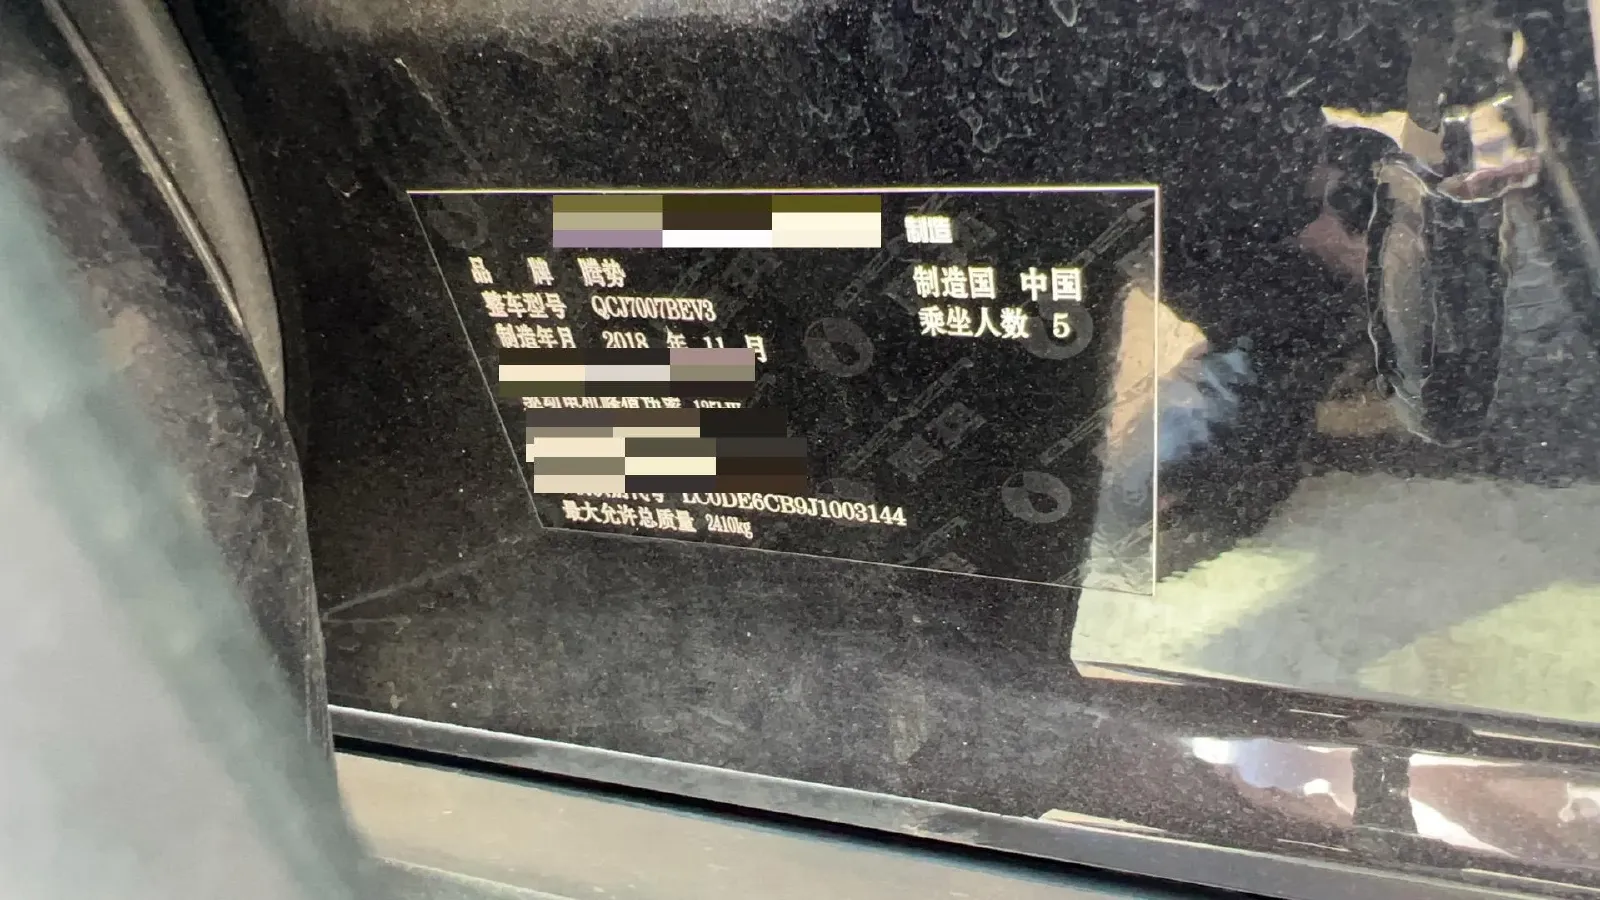 制造
品 牌 腾势
制造国 中国
整车型号 QCJ7007BEV3
乘坐人数 5
制造年月 2018 年 11 月
LC0DE6CB9J1003144
最大允许总质量 2410kg